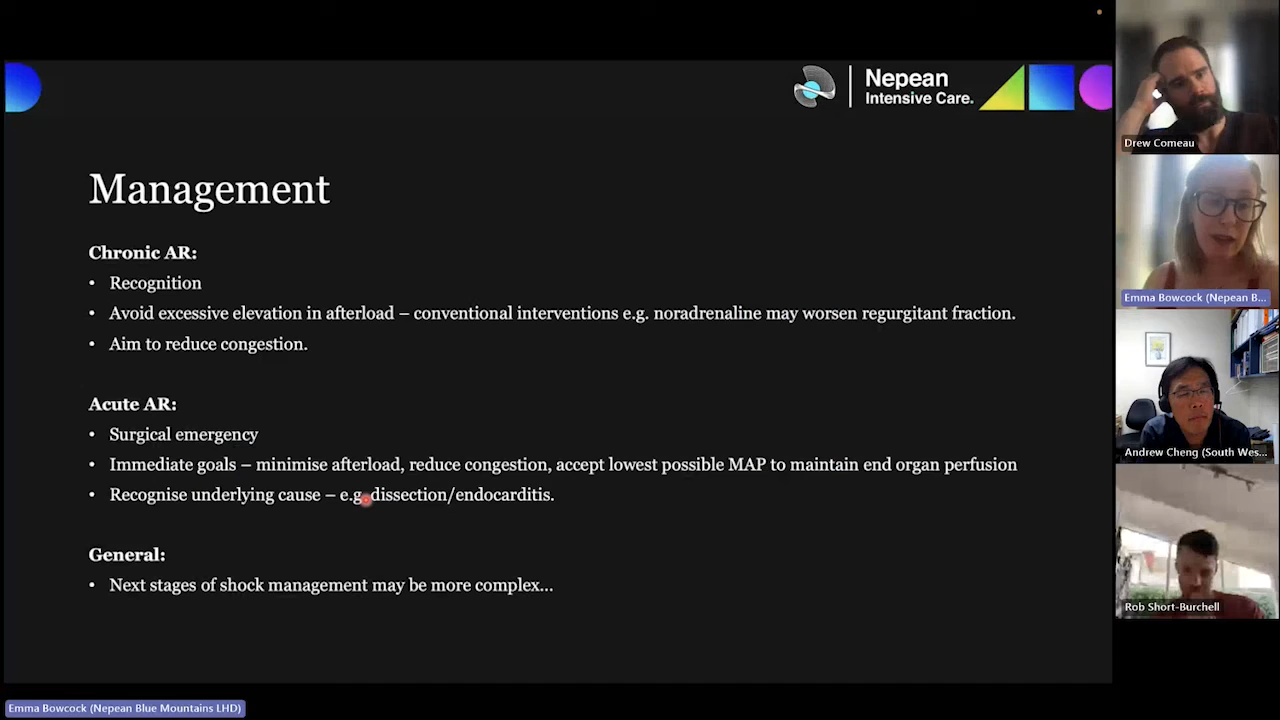 Nepean
Intensive Care.
Management
Chronic AR:
• Recognition
• Avoid excessive elevation in afterload – conventional interventions e.g. noradrenaline may worsen regurgitant fraction.
• Aim to reduce congestion.
Acute AR:
• Surgical emergency
• Immediate goals – minimise afterload, reduce congestion, accept lowest possible MAP to maintain end organ perfusion
• Recognise underlying cause – e.g. dissection/endocarditis.
General:
• Next stages of shock management may be more complex...
Drew Comeau
Emma Bowcock (Nepean B...
Andrew Cheng (South Wes...
Rob Short-Burchell
Emma Bowcock (Nepean Blue Mountains LHD)